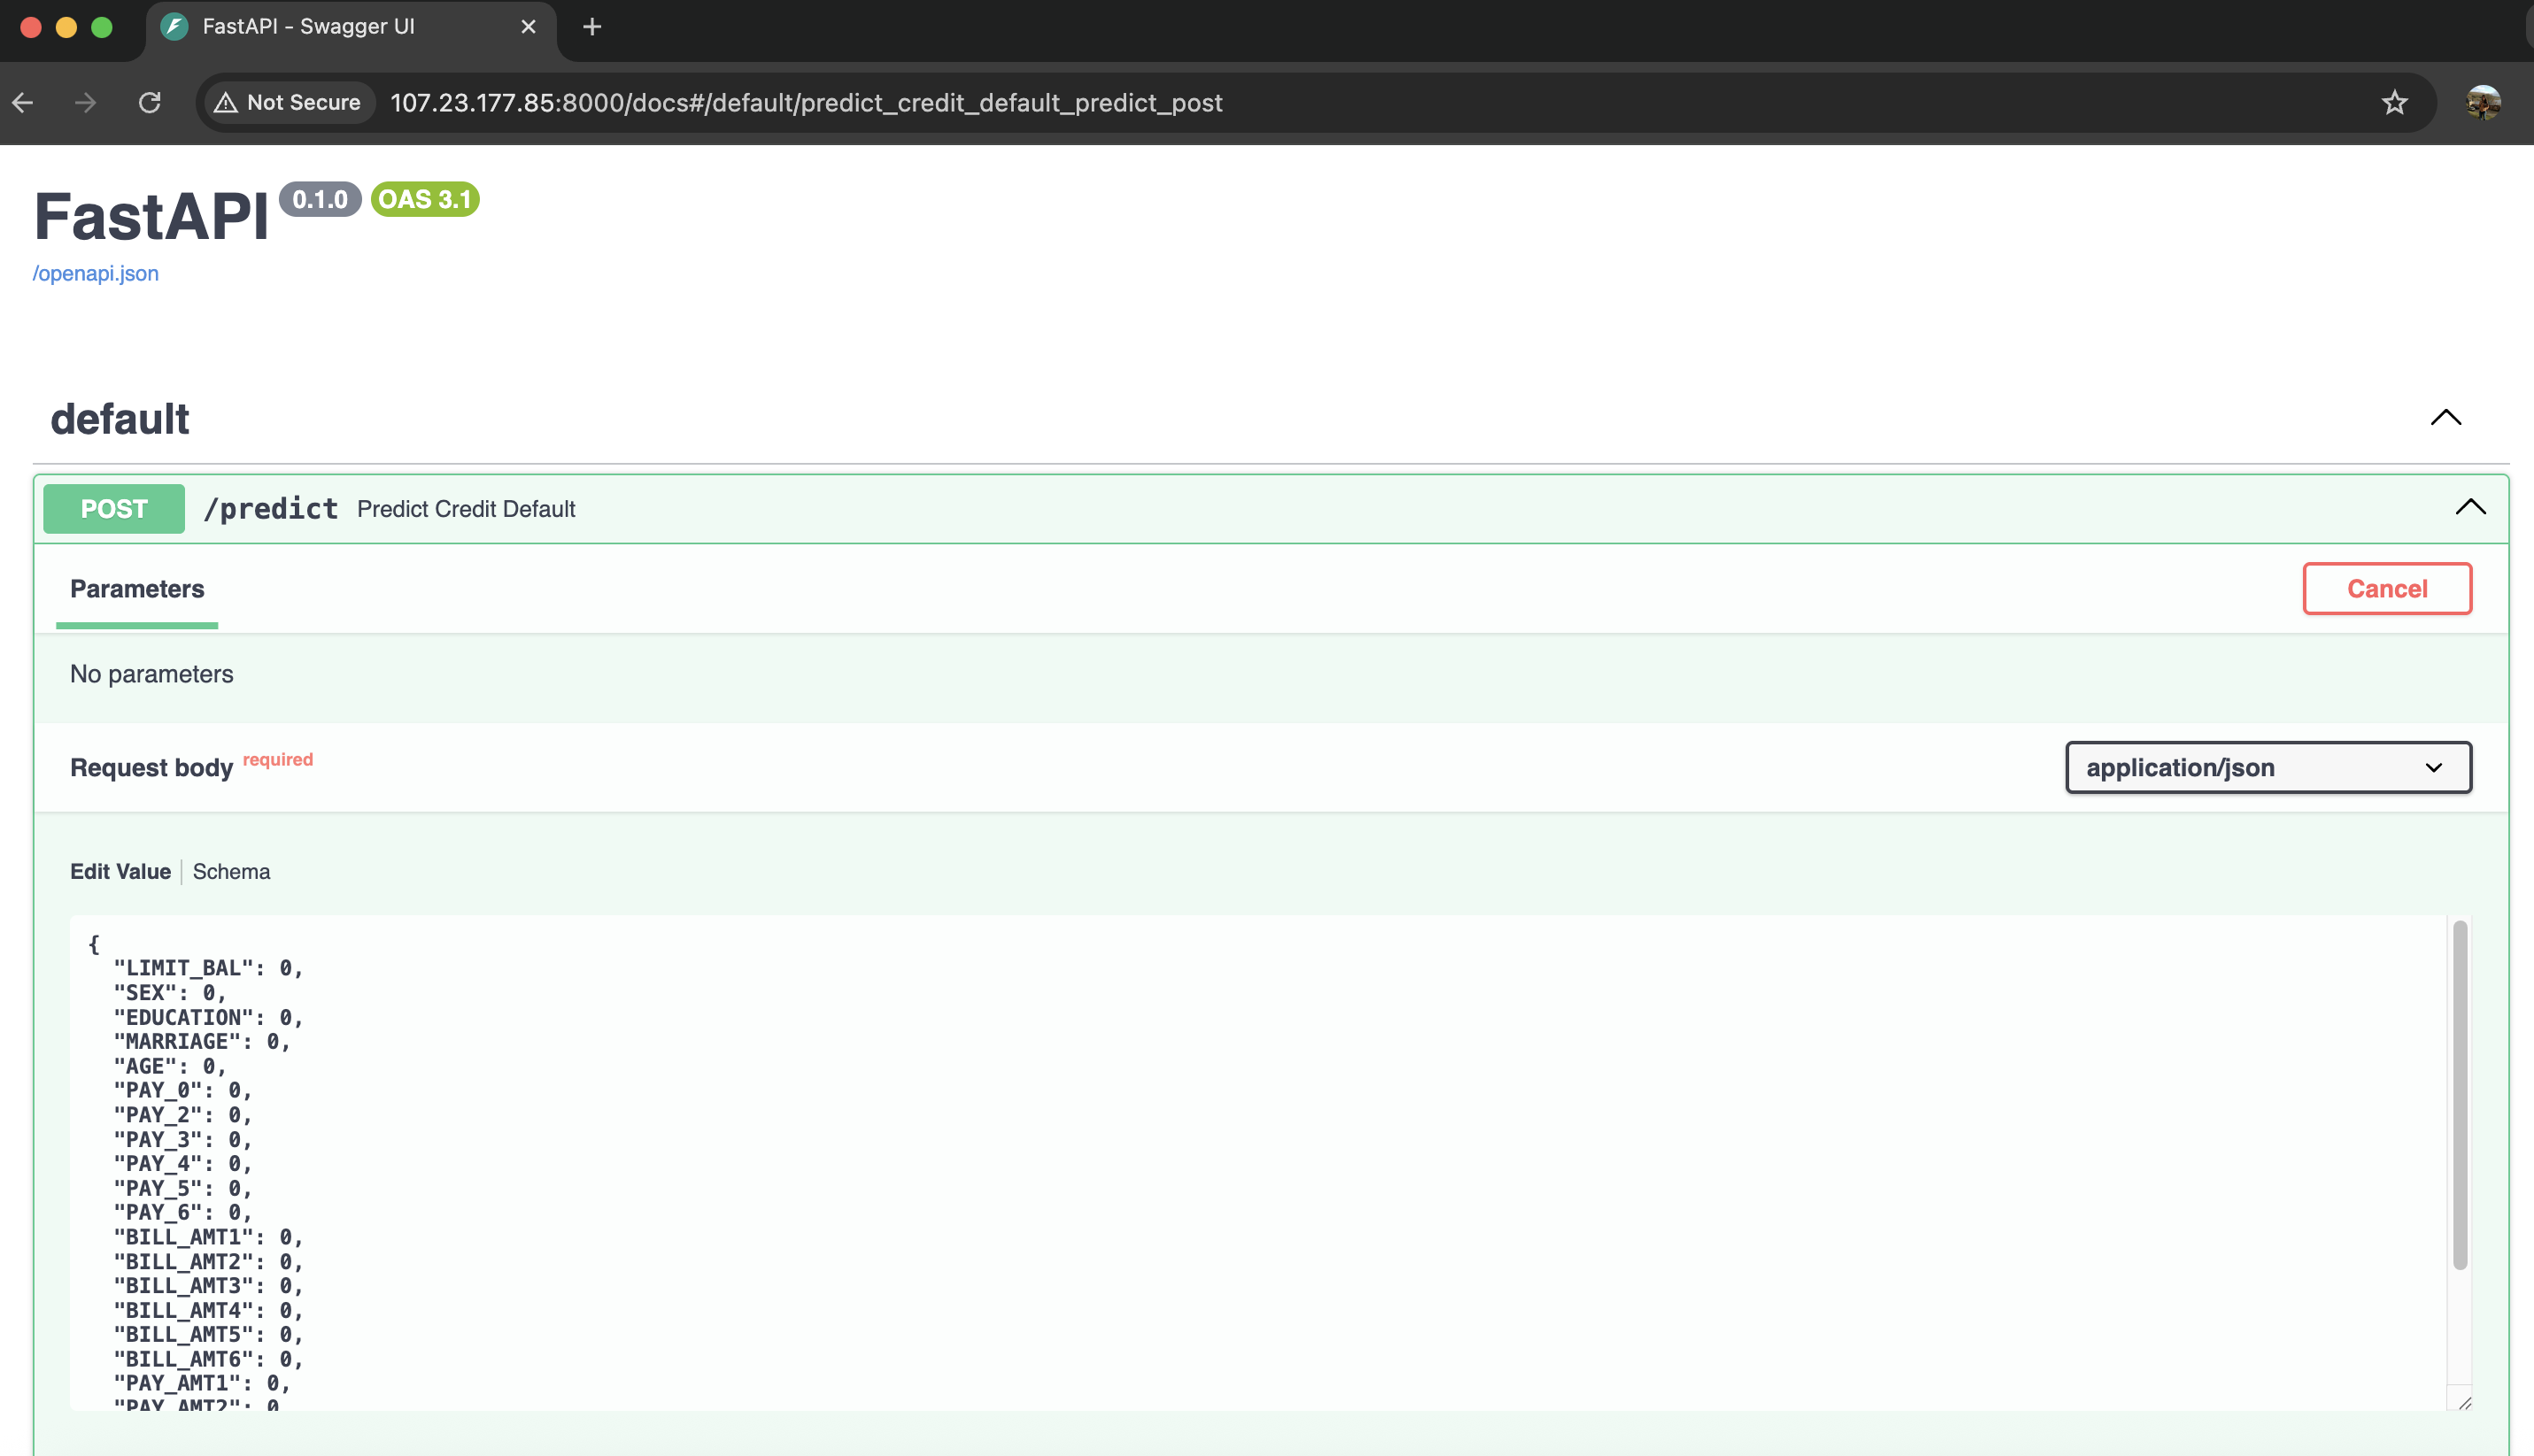 FastAPI - Swagger UI
Not Secure 107.23.177.85:8000/docs#/default/predict_credit_default_predict_post
FastAPI 0.1.0 OAS 3.1
/openapi.json
default
POST /predict Predict Credit Default
Parameters Cancel
No parameters
Request body required application/json
Edit Value Schema
{
"LIMIT_BAL": 0,
"SEX": 0,
"EDUCATION": 0,
"MARRIAGE": 0,
"AGE": 0,
"PAY_0": 0,
"PAY_2": 0,
"PAY_3": 0,
"PAY_4": 0,
"PAY_5": 0,
"PAY_6": 0,
"BILL_AMT1": 0,
"BILL_AMT2": 0,
"BILL_AMT3": 0,
"BILL_AMT4": 0,
"BILL_AMT5": 0,
"BILL_AMT6": 0,
"PAY_AMT1": 0,
"PAY_AMT2": 0